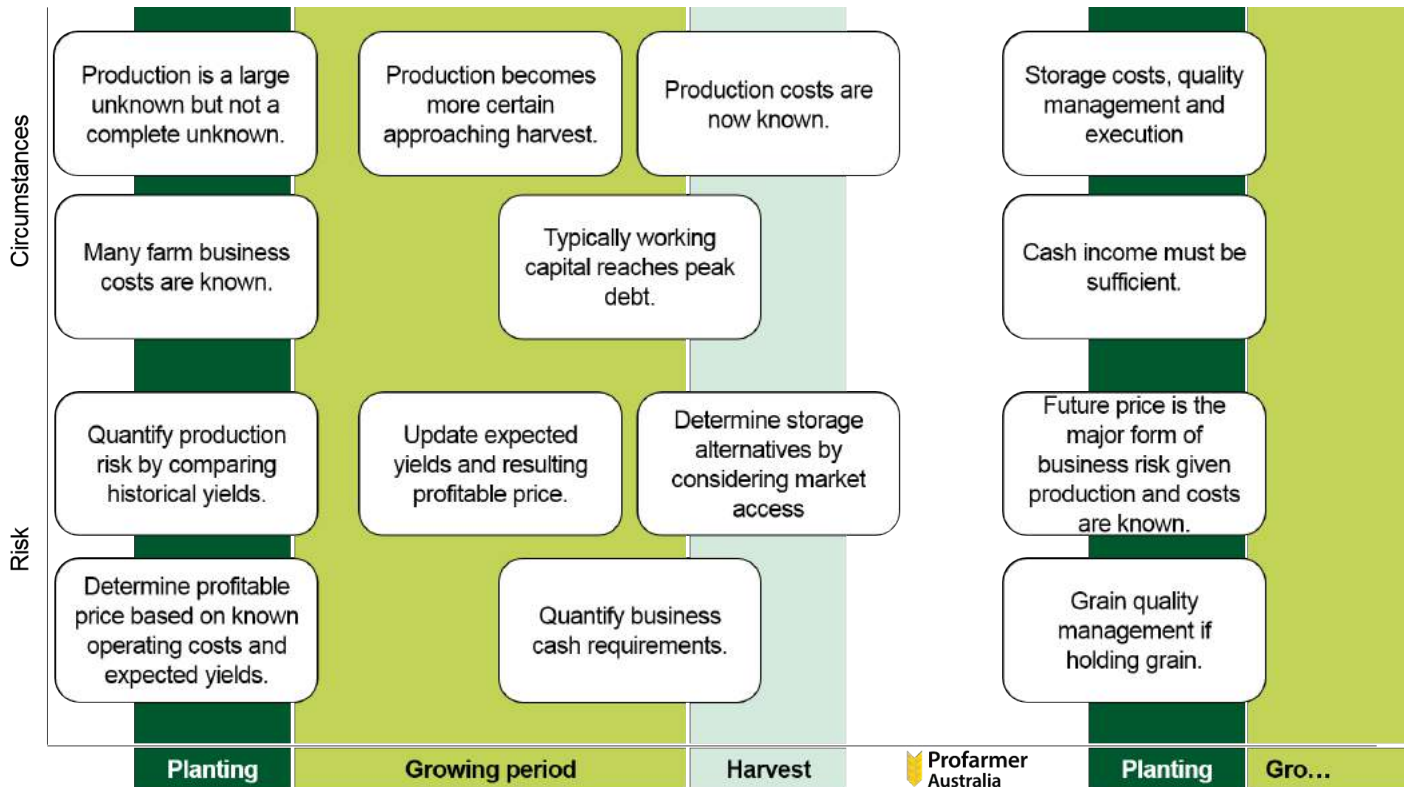 Circumstances
Production is a large
unknown but not a
complete unknown.
Production becomes
more certain
approaching harvest.
Production costs are
now known.
Storage costs, quality
management and
execution
Many farm business
costs are known.
Typically working
capital reaches peak
debt.
Cash income must be
sufficient.
Risk
Quantify production
risk by comparing
historical yields.
Update expected
yields and resulting
profitable price.
Determine storage
alternatives by
considering market
access
Future price is the
major form of
business risk given
production and costs
are known.
Determine profitable
price based on known
operating costs and
expected yields.
Quantify business
cash requirements.
Grain quality
management if
holding grain.
Planting
Growing period
Harvest
Profarmer
Australia
Planting
Gro…